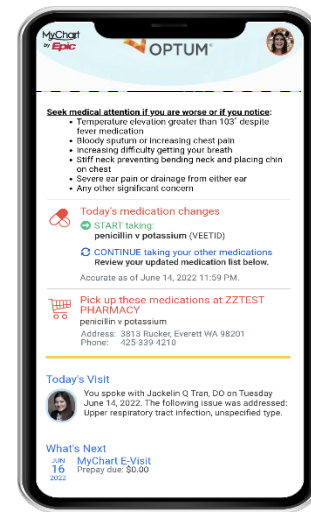 MyChart
by Epic
OPTUM®
Seek medical attention if you are worse or if you notice:
• Temperature elevation greater than 103° despite
fever medication
• Bloody sputum or increasing chest pain
• Increasing difficulty getting your breath
• Stiff neck preventing bending neck and placing chin
on chest
• Severe ear pain or drainage from either ear
• Any other significant concern
Today's medication changes
START taking:
penicillin v potassium (VEETID)
CONTINUE taking your other medications
Review your updated medication list below.
Accurate as of June 14, 2022 11:59 PM.
Pick up these medications at ZZTEST
PHARMACY
penicillin v potassium
Address: 3813 Rucker, Everett WA 98201
Phone: 425-339-4210
Today's Visit
You spoke with Jackelin Q Tran, DO on Tuesday
June 14, 2022. The following issue was addressed:
Upper respiratory tract infection, unspecified type.
What's Next
JUN
16
2022
MyChart E-Visit
Prepay due: $0.00